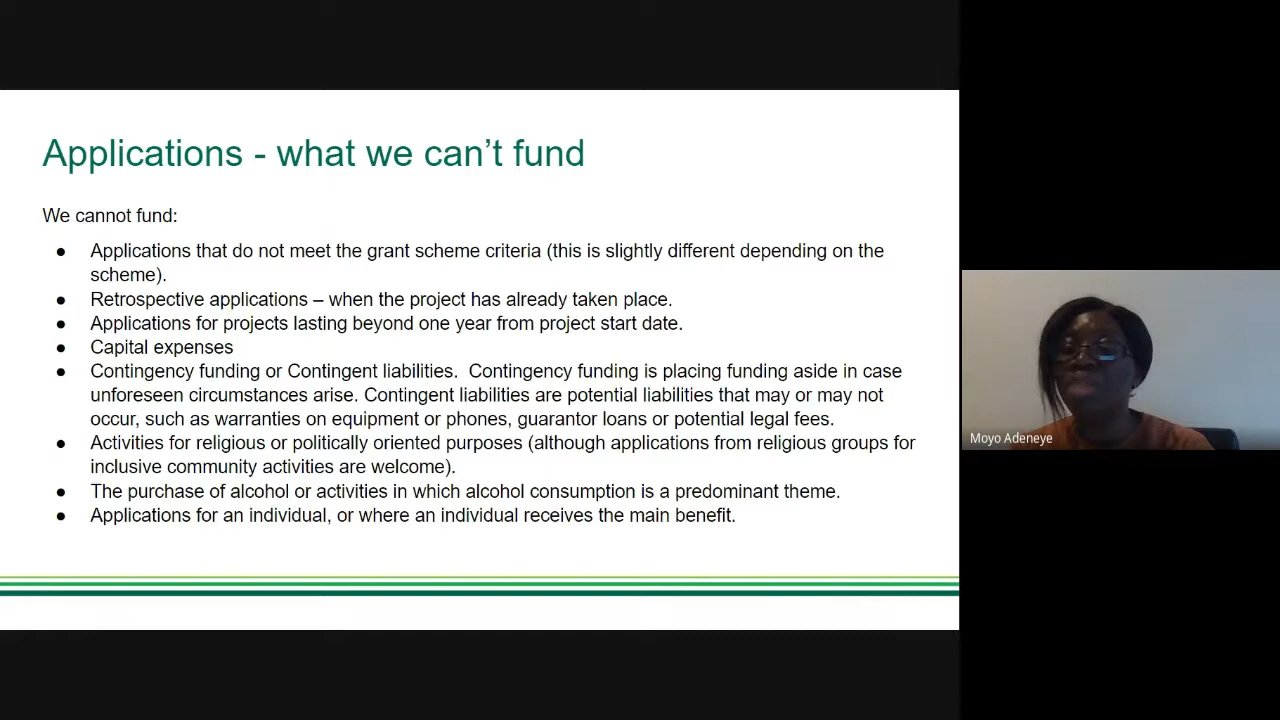 Applications - what we can’t fund
We cannot fund:
● Applications that do not meet the grant scheme criteria (this is slightly different depending on the
scheme).
● Retrospective applications – when the project has already taken place.
● Applications for projects lasting beyond one year from project start date.
● Capital expenses
● Contingency funding or Contingent liabilities.  Contingency funding is placing funding aside in case
unforeseen circumstances arise. Contingent liabilities are potential liabilities that may or may not
occur, such as warranties on equipment or phones, guarantor loans or potential legal fees.
● Activities for religious or politically oriented purposes (although applications from religious groups for
inclusive community activities are welcome).
● The purchase of alcohol or activities in which alcohol consumption is a predominant theme.
● Applications for an individual, or where an individual receives the main benefit.
Moyo Adeneye